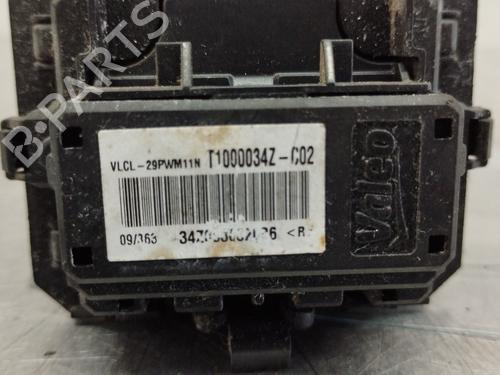 B-PARTS
VLCL-29PWM11N T1000034Z-C02
09/363 <R>
Valeo